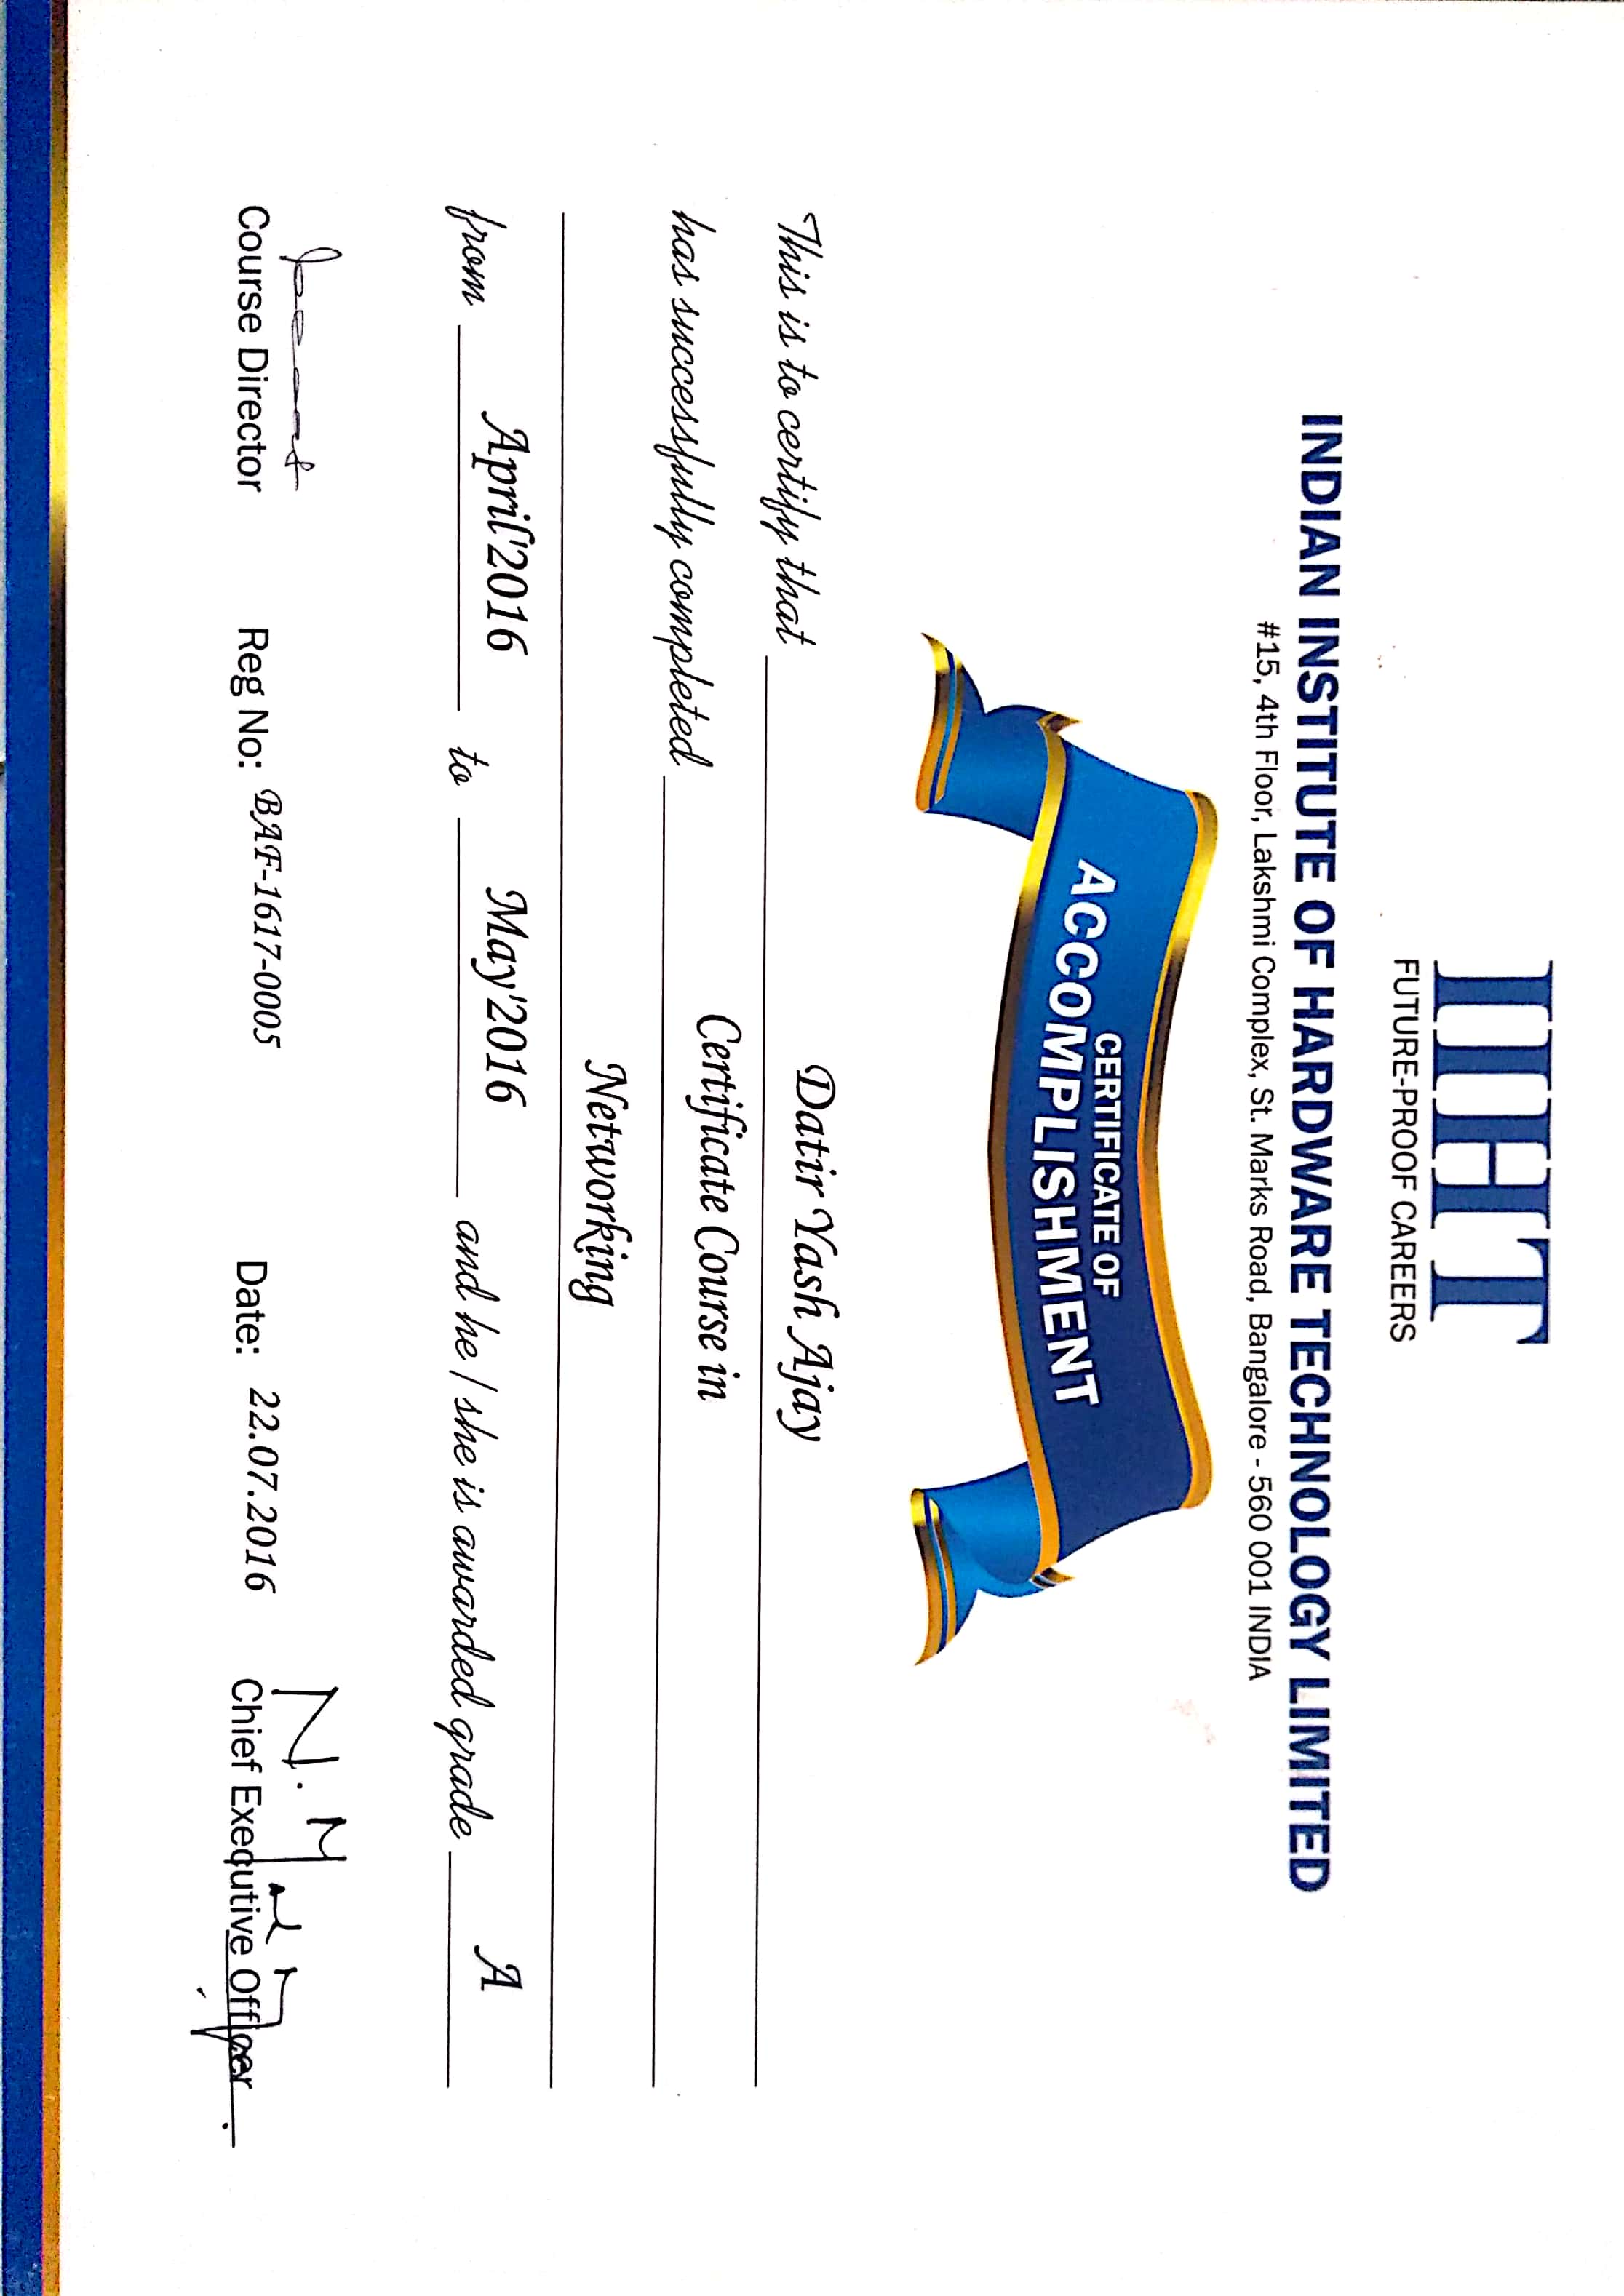 IIHT
FUTURE-PROOF CAREERS
INDIAN INSTITUTE OF HARDWARE TECHNOLOGY LIMITED
#15, 4th Floor, Lakshmi Complex, St. Marks Road, Bangalore - 560 001 INDIA
CERTIFICATE OF
ACCOMPLISHMENT
This is to certify that Datir Yash Ajay
has successfully completed Certificate Course in
Networking
from April'2016 to May'2016 and he / she is awarded grade A
Course Director Reg No: BAF-1617-0005 Date: 22.07.2016 Chief Executive Officer